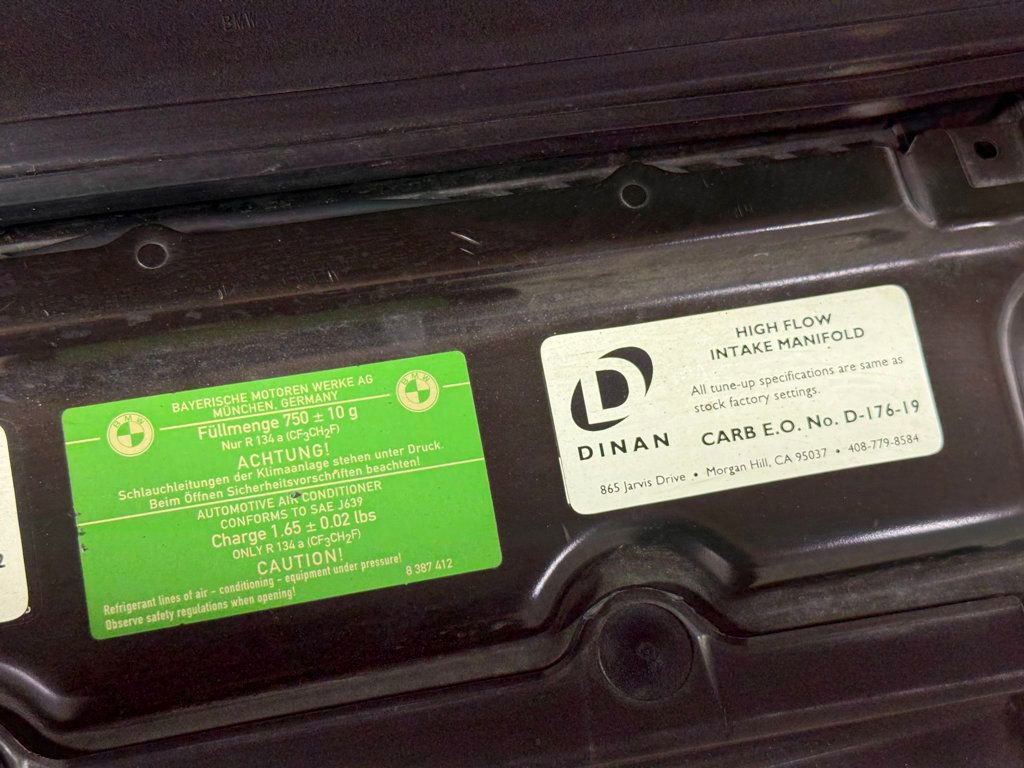 BMW
BAYERISCHE MOTOREN WERKE AG
MÜNCHEN, GERMANY
BMW
BMW
Füllmenge 750 ± 10 g
Nur R 134 a (CF3CH2F)
ACHTUNG!
Schlauchleitungen der Klimaanlage stehen unter Druck.
Beim Öffnen Sicherheitsvorschriften beachten!
AUTOMOTIVE AIR CONDITIONER
CONFORMS TO SAE J639
Charge 1.65 ± 0.02 lbs
ONLY R 134 a (CF3CH2F)
CAUTION!
Refrigerant lines of air - conditioning - equipment under pressure!
Observe safety regulations when opening!
8 387 412
D
DINAN
HIGH FLOW
INTAKE MANIFOLD
All tune-up specifications are same as
stock factory settings.
CARB E.O. No. D-176-19
865 Jarvis Drive • Morgan Hill, CA 95037 • 408-779-8584
2